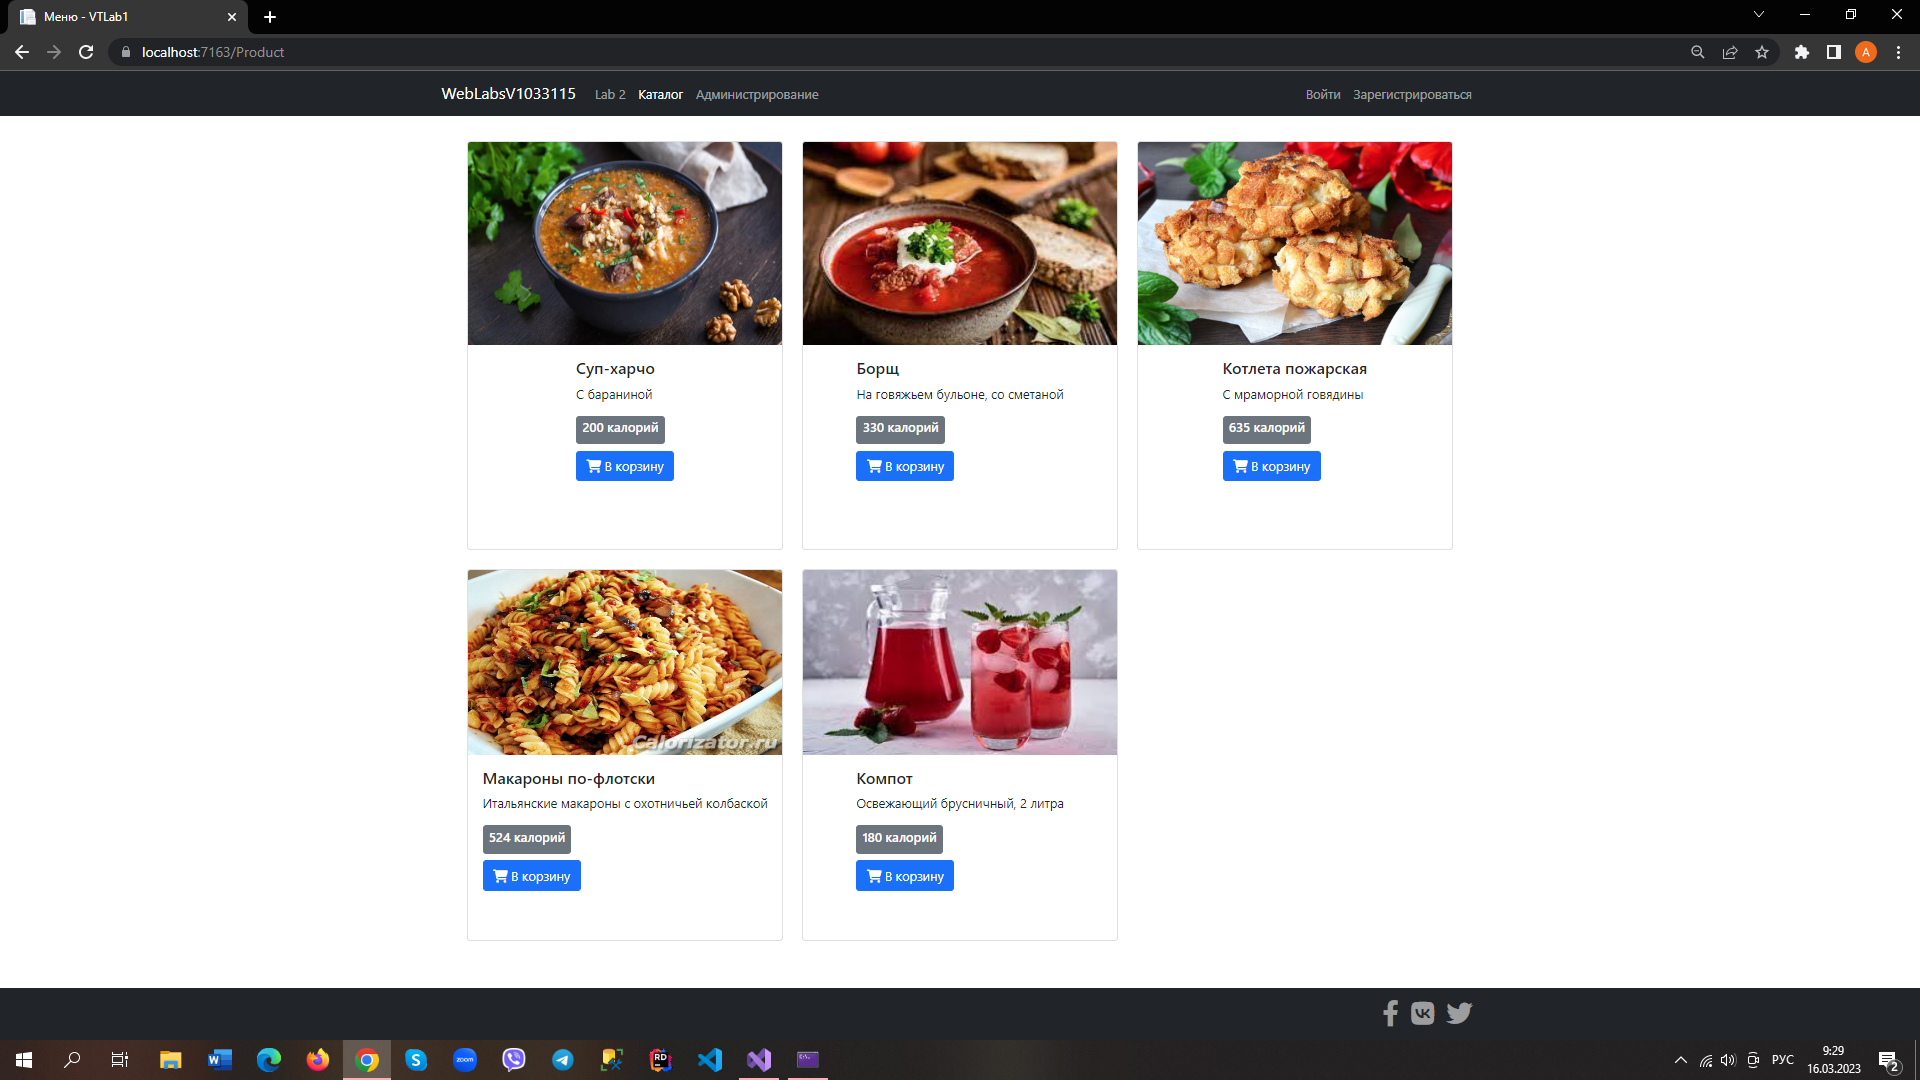 Меню - VTLab1
localhost:7163/Product
A
WebLabsV1033115 Lab 2 Каталог Администрирование Войти Зарегистрироваться
Суп-харчо
С бараниной
200 калорий
В корзину
Борщ
На говяжьем бульоне, со сметаной
330 калорий
В корзину
Котлета пожарская
С мраморной говядины
635 калорий
В корзину
Calorizator.ru
Макароны по-флотски
Итальянские макароны с охотничьей колбаской
524 калорий
В корзину
Компот
Освежающий брусничный, 2 литра
180 калорий
В корзину
VK
W
S
zoom
RD
РУС
9:29
16.03.2023
2